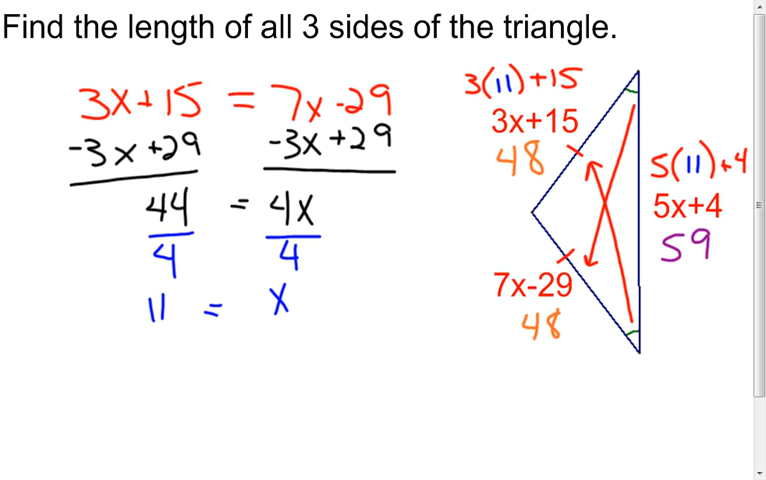 Find the length of all 3 sides of the triangle.
3x+15 = 7x-29
-3x+29 -3x+29
44 = 4x
4 4
11 = x
3(11)+15
3x+15
48
5(11)+4
5x+4
59
7x-29
48